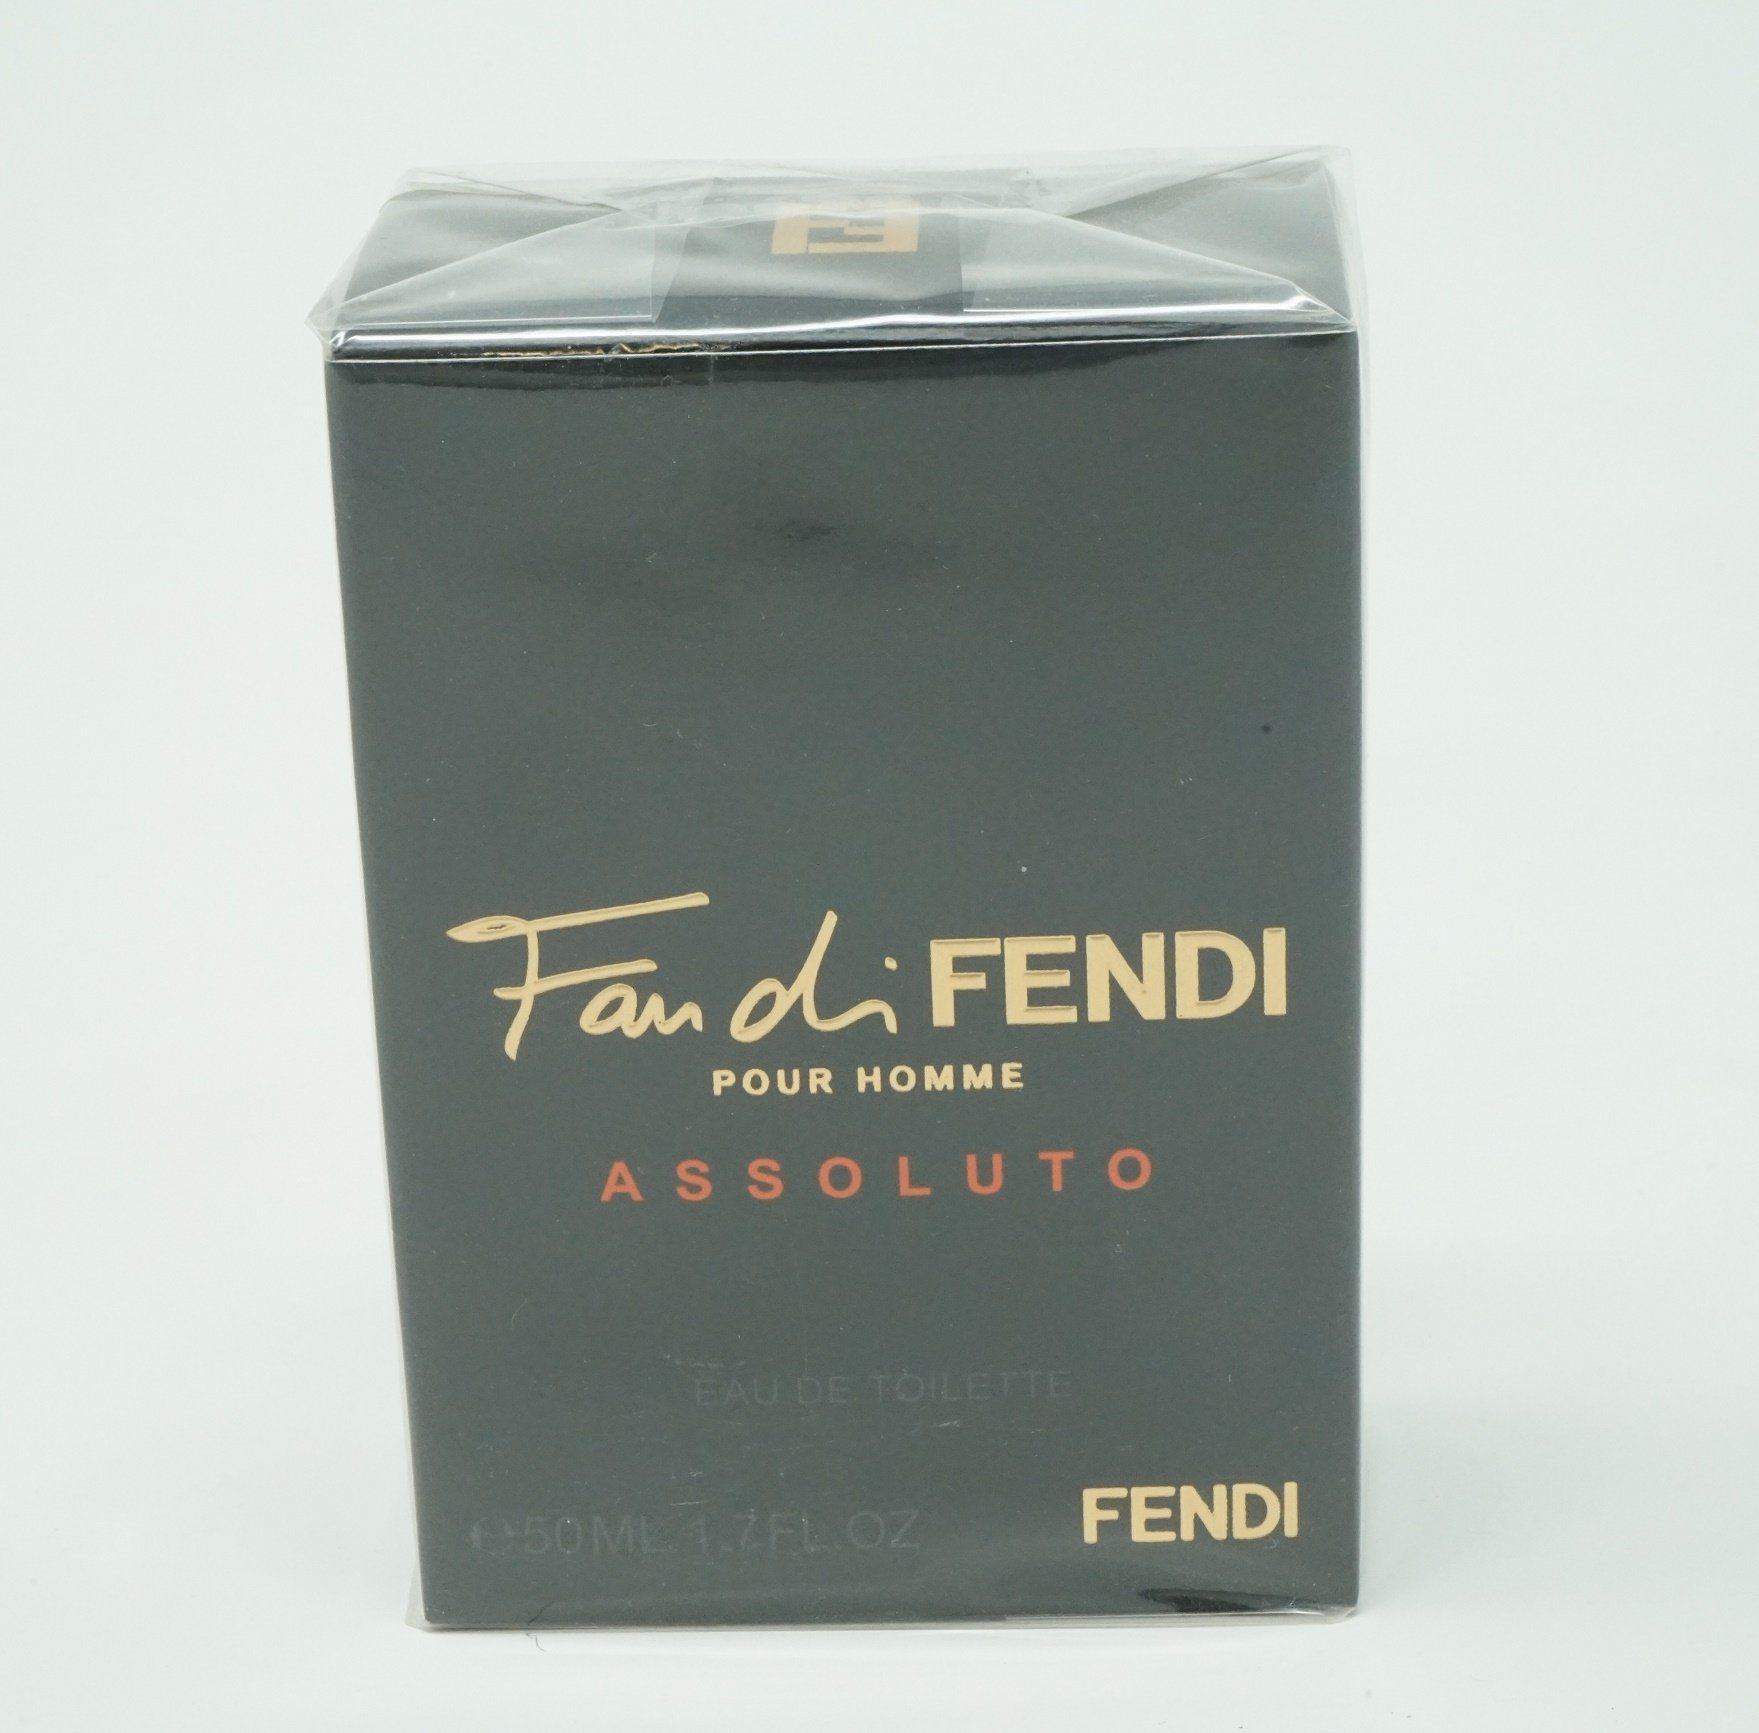 Fan di FENDI
POUR HOMME
ASSOLUTO
EAU DE TOILETTE
℮50ML 1.7FL.OZ
FENDI